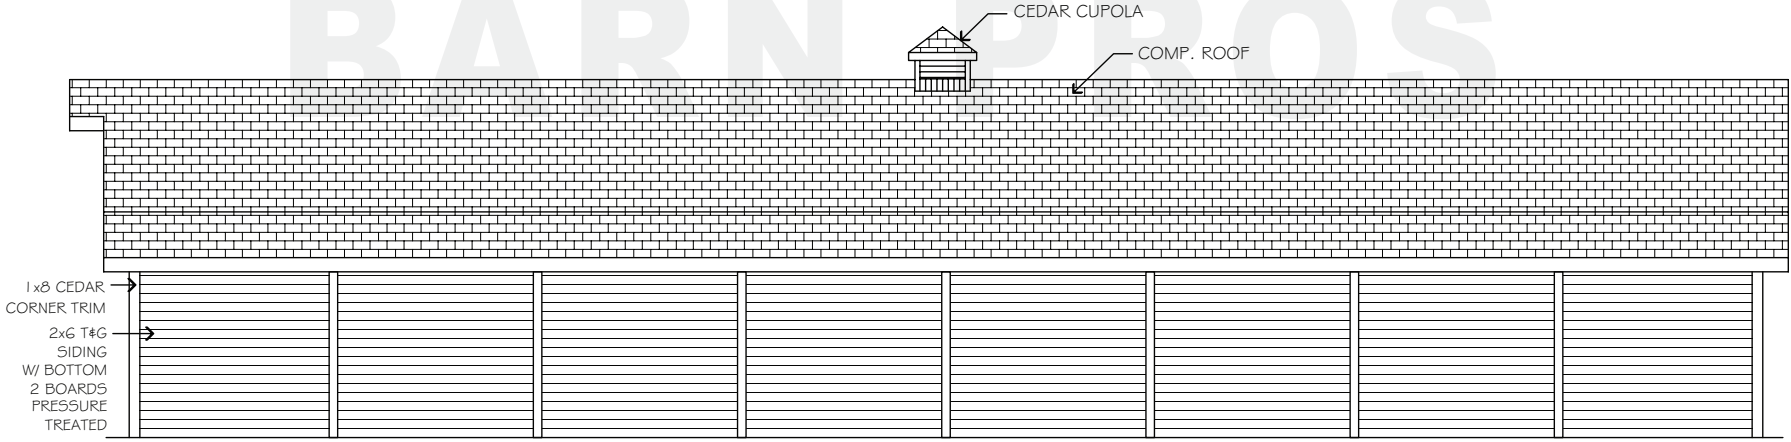 BARN PROS
CEDAR CUPOLA
COMP. ROOF
1x8 CEDAR
CORNER TRIM
2x6 T&G
SIDING
W/ BOTTOM
2 BOARDS
PRESSURE
TREATED